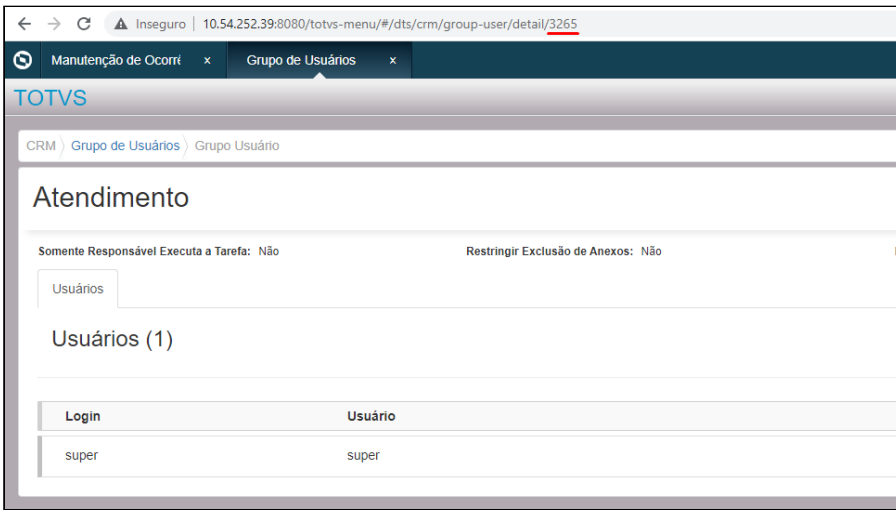 Inseguro | 10.54.252.39:8080/totvs-menu/#/dts/crm/group-user/detail/3265
Manutenção de Ocorrê x Grupo de Usuários x
TOTVS
CRM Grupo de Usuários Grupo Usuário
Atendimento
Somente Responsável Executa a Tarefa: Não Restringir Exclusão de Anexos: Não
Usuários
Usuários (1)
Login Usuário
super super